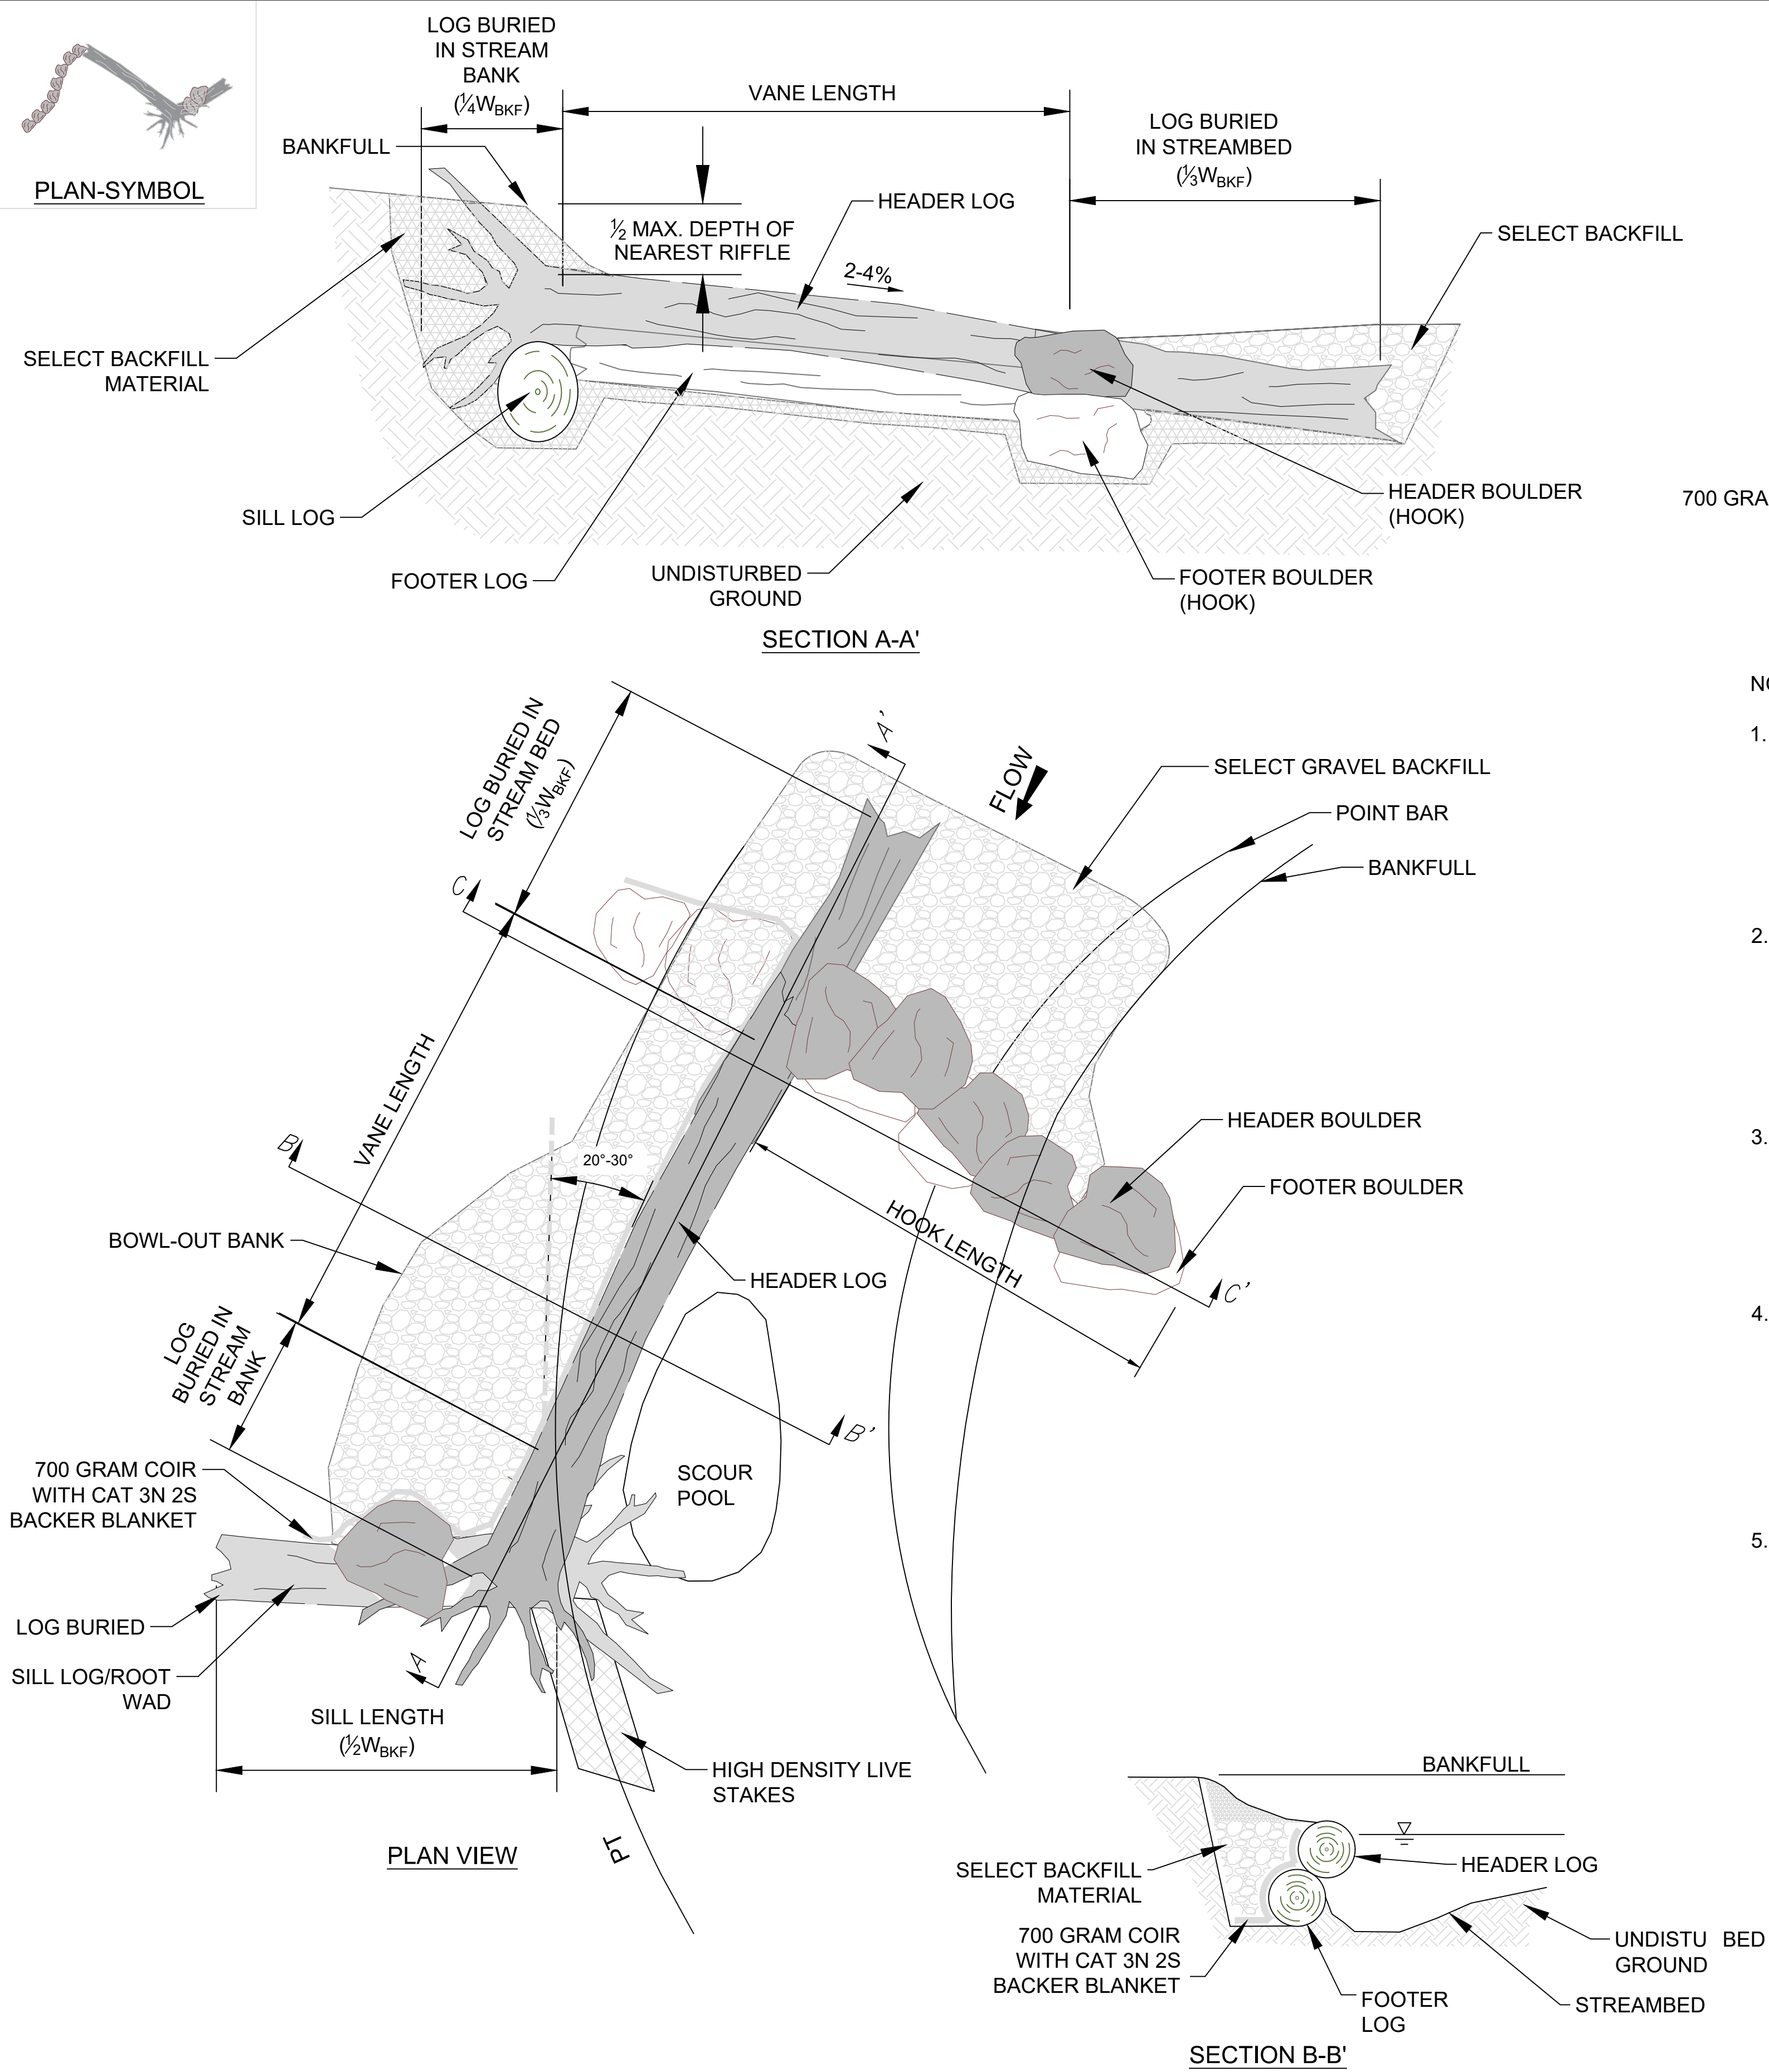 PLAN-SYMBOL
LOG BURIED
IN STREAM
BANK
(¼W_BKF)
VANE LENGTH
LOG BURIED
IN STREAMBED
(⅓W_BKF)
BANKFULL
½ MAX. DEPTH OF
NEAREST RIFFLE
HEADER LOG
2-4%
SELECT BACKFILL
SELECT BACKFILL
MATERIAL
SILL LOG
FOOTER LOG
UNDISTURBED
GROUND
HEADER BOULDER
(HOOK)
FOOTER BOULDER
(HOOK)
700 GRA
SECTION A-A'
LOG BURIED IN
STREAM BED
(⅓W_BKF)
A'
FLOW
SELECT GRAVEL BACKFILL
POINT BAR
BANKFULL
C
VANE LENGTH
B
20°-30°
HEADER BOULDER
FOOTER BOULDER
HOOK LENGTH
C'
BOWL-OUT BANK
HEADER LOG
LOG
BURIED IN
STREAM
BANK
B'
SCOUR
POOL
700 GRAM COIR
WITH CAT 3N 2S
BACKER BLANKET
LOG BURIED
SILL LOG/ROOT
WAD
A
SILL LENGTH
(½W_BKF)
HIGH DENSITY LIVE
STAKES
PT
PLAN VIEW
NO
1.
2.
3.
4.
5.
BANKFULL
SELECT BACKFILL
MATERIAL
HEADER LOG
700 GRAM COIR
WITH CAT 3N 2S
BACKER BLANKET
UNDISTU BED
GROUND
FOOTER
LOG
STREAMBED
SECTION B-B'